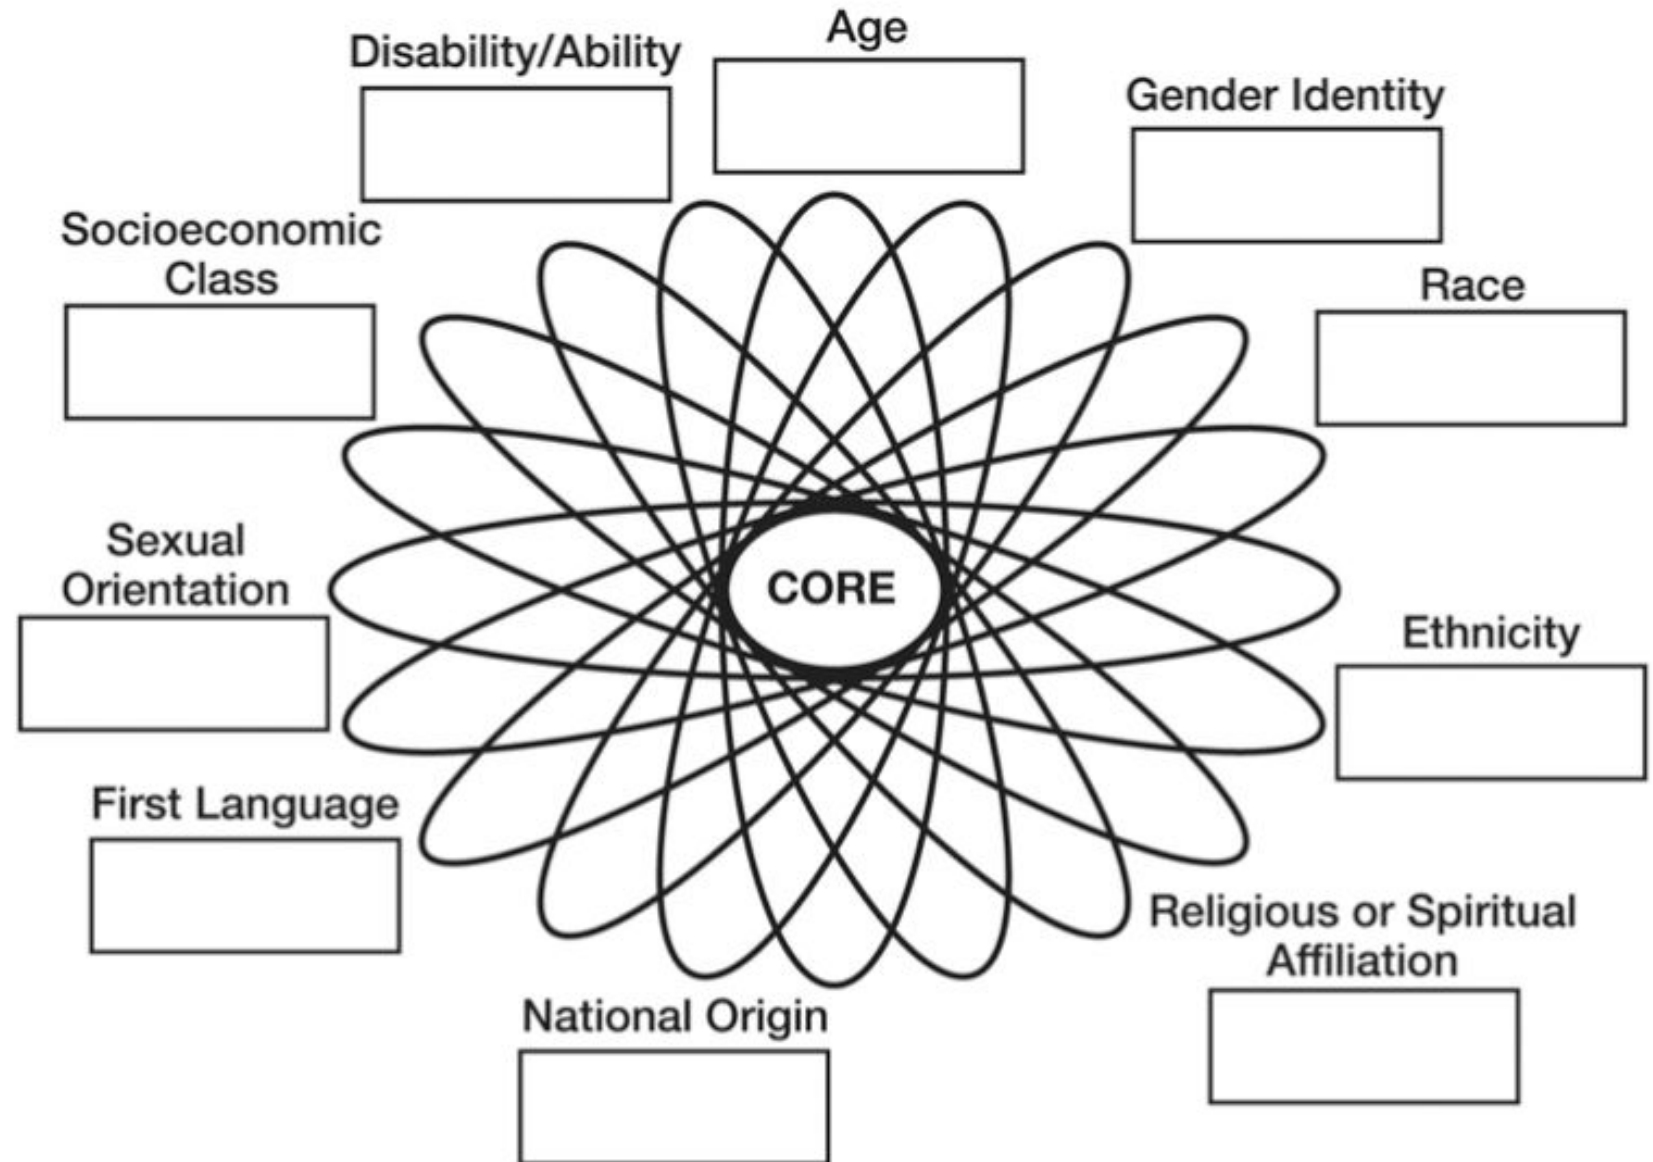 Age
Disability/Ability
Gender Identity
Socioeconomic
Class
Race
Sexual
Orientation
CORE
Ethnicity
First Language
Religious or Spiritual
Affiliation
National Origin